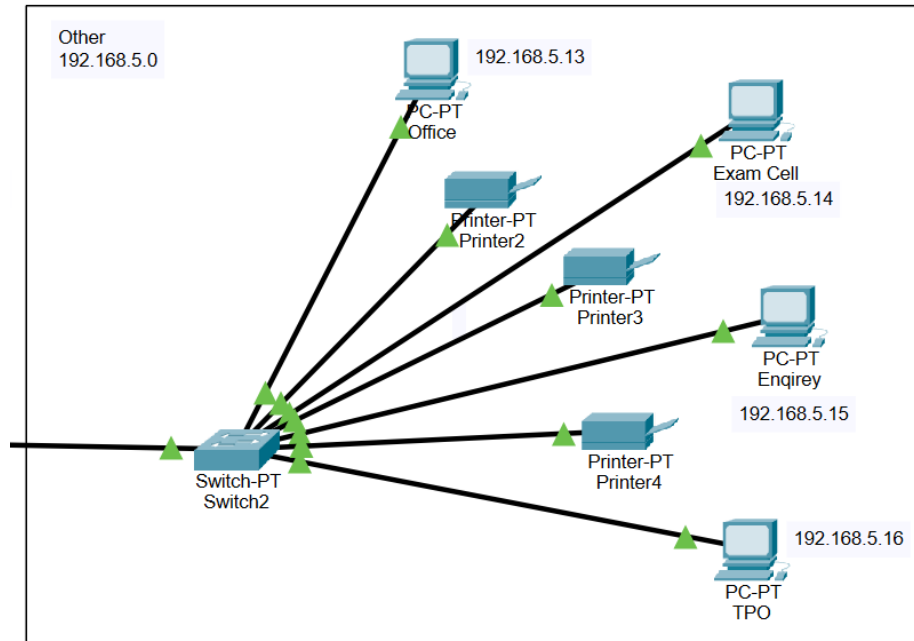 Other
192.168.5.0
192.168.5.13
PC-PT
Office
PC-PT
Exam Cell
192.168.5.14
Printer-PT
Printer2
Printer-PT
Printer3
PC-PT
Enqirey
192.168.5.15
Printer-PT
Printer4
Switch-PT
Switch2
192.168.5.16
PC-PT
TPO